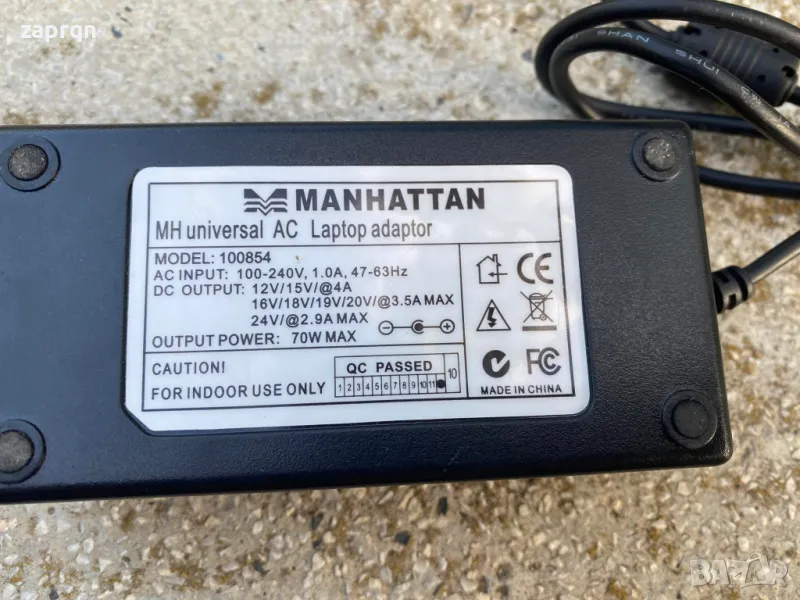 zaprqn
SHAN
SHUI
MANHATTAN
MH universal AC Laptop adaptor
MODEL: 100854
AC INPUT: 100-240V, 1.0A, 47-63Hz
DC OUTPUT: 12V/15V/@4A
16V/18V/19V/20V/@3.5A MAX
24V/@2.9A MAX
OUTPUT POWER: 70W MAX
CE
FC
MADE IN CHINA
CAUTION!
FOR INDOOR USE ONLY
QC PASSED
1 2 3 4 5 6 7 8 9 10 11 10
BAZAR